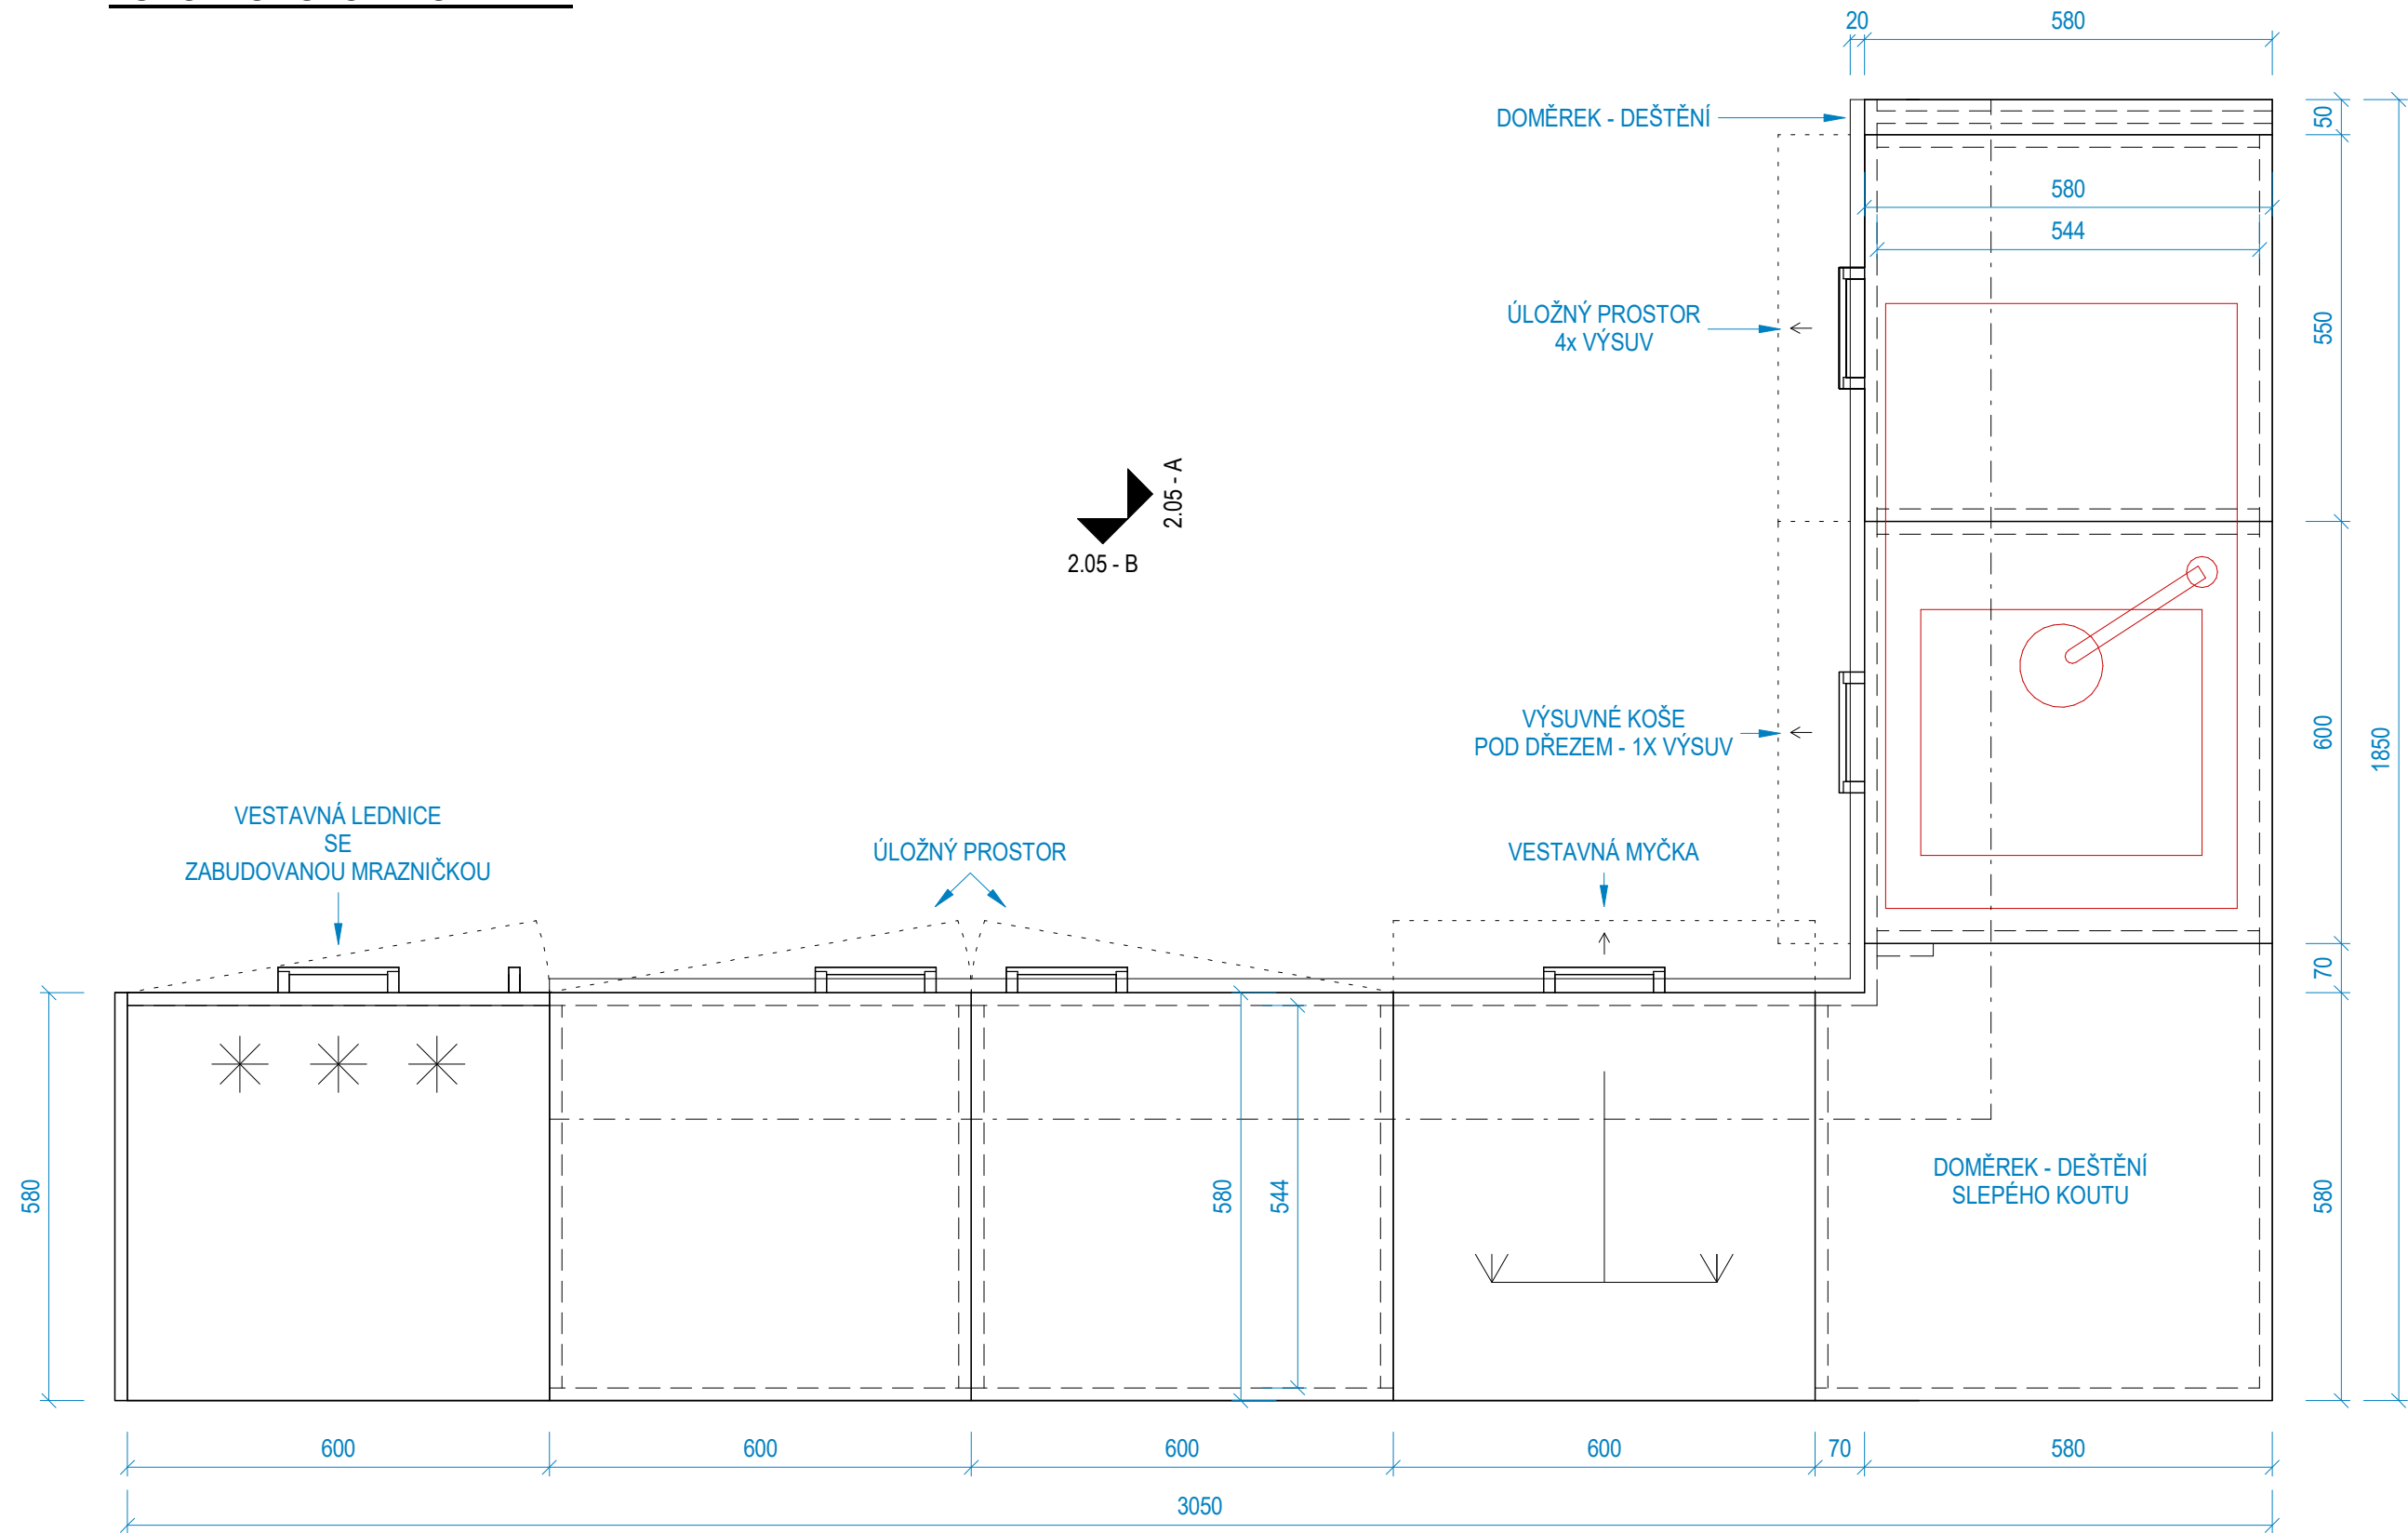 20
580
DOMĚREK - DEŠTĚNÍ
50
580
544
ÚLOŽNÝ PROSTOR
4x VÝSUV
550
2.05 - A
2.05 - B
VÝSUVNÉ KOŠE
POD DŘEZEM - 1X VÝSUV
600
1850
VESTAVNÁ LEDNICE
SE
ZABUDOVANOU MRAZNIČKOU
ÚLOŽNÝ PROSTOR
VESTAVNÁ MYČKA
70
580
580
544
DOMĚREK - DEŠTĚNÍ
SLEPÉHO KOUTU
580
600
600
600
600
70
580
3050